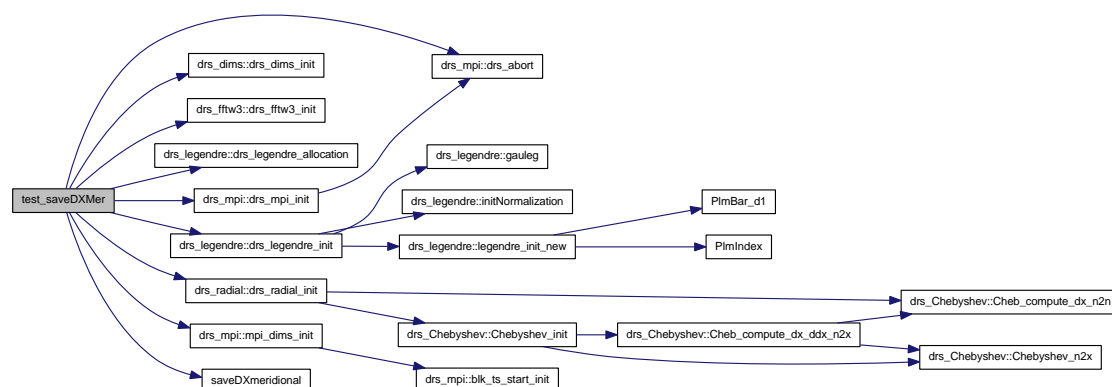 drs_mpi::drs_abort
drs_dims::drs_dims_init
drs_fftw3::drs_fftw3_init
drs_legendre::drs_legendre_allocation
drs_legendre::gauleg
test_saveDXMer
drs_mpi::drs_mpi_init
drs_legendre::initNormalization
PlmBar_d1
drs_legendre::drs_legendre_init
drs_legendre::legendre_init_new
PlmIndex
drs_radial::drs_radial_init
drs_Chebyshev::Cheb_compute_dx_n2n
drs_mpi::mpi_dims_init
drs_Chebyshev::Chebyshev_init
drs_Chebyshev::Cheb_compute_dx_ddx_n2x
drs_Chebyshev::Chebyshev_n2x
saveDXmeridional
drs_mpi::blk_ts_start_init